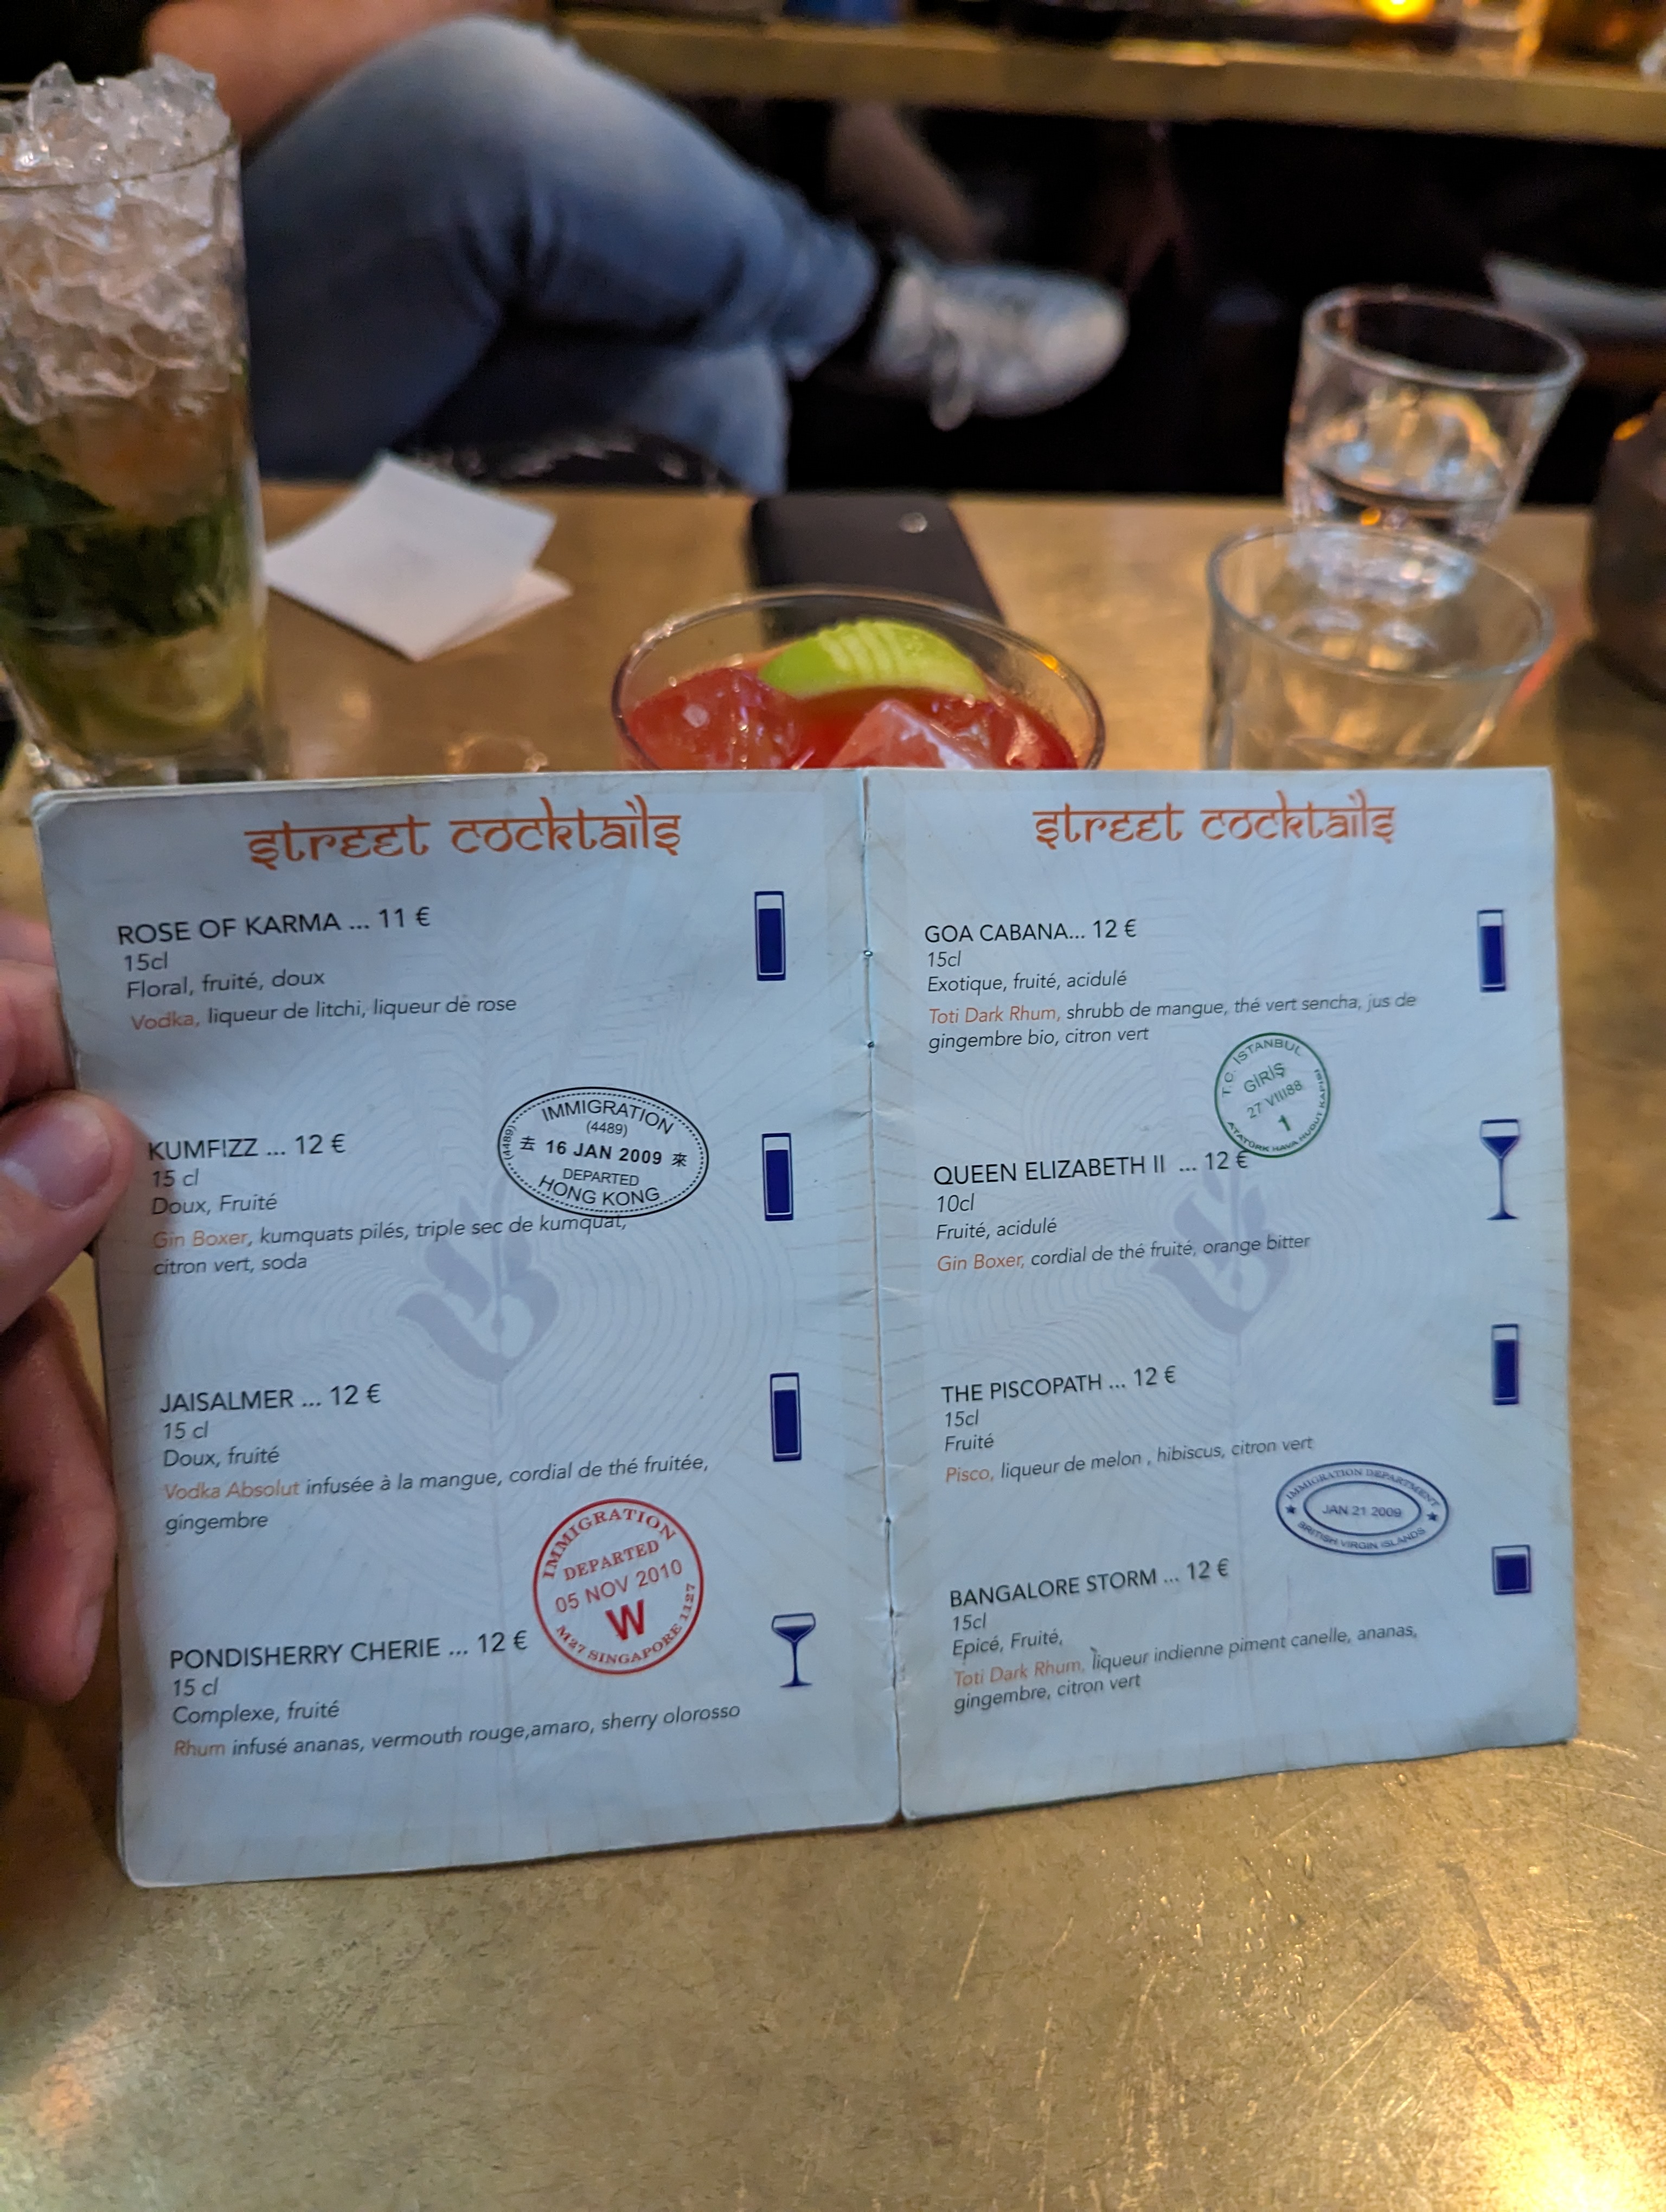 street cocktails
ROSE OF KARMA ... 11 €
15cl
Floral, fruité, doux
Vodka, liqueur de litchi, liqueur de rose
KUMFIZZ ... 12 €
15 cl
Doux, Fruité
Gin Boxer, kumquats pilés, triple sec de kumquat,
citron vert, soda
IMMIGRATION
(4489)
(4489)
去 16 JAN 2009 來
DEPARTED
HONG KONG
JAISALMER ... 12 €
15 cl
Doux, fruité
Vodka Absolut infusée à la mangue, cordial de thé fruitée,
gingembre
IMMIGRATION
DEPARTED
05 NOV 2010
W
M27 SINGAPORE 1127
PONDISHERRY CHERIE ... 12 €
15 cl
Complexe, fruité
Rhum infusé ananas, vermouth rouge,amaro, sherry olorosso
street cocktails
GOA CABANA... 12 €
15cl
Exotique, fruité, acidulé
Toti Dark Rhum, shrubb de mangue, thé vert sencha, jus de
gingembre bio, citron vert
T.C. ISTANBUL
GİRİŞ
27 VIII88
1
ATATÜRK HAVA HUDUT KAPISI
QUEEN ELIZABETH II ... 12 €
10cl
Fruité, acidulé
Gin Boxer, cordial de thé fruité, orange bitter
THE PISCOPATH ... 12 €
15cl
Fruité
Pisco, liqueur de melon , hibiscus, citron vert
IMMIGRATION DEPARTMENT
JAN 21 2009
BRITISH VIRGIN ISLANDS
BANGALORE STORM ... 12 €
15cl
Epicé, Fruité,
Toti Dark Rhum, liqueur indienne piment canelle, ananas,
gingembre, citron vert